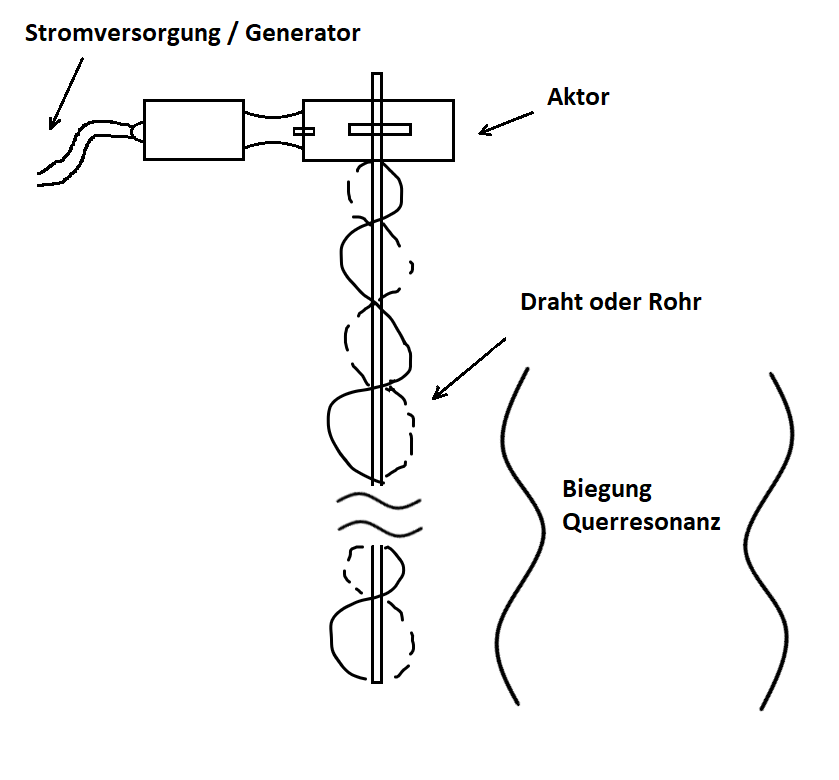 Stromversorgung / Generator
Aktor
Draht oder Rohr
Biegung
Querresonanz